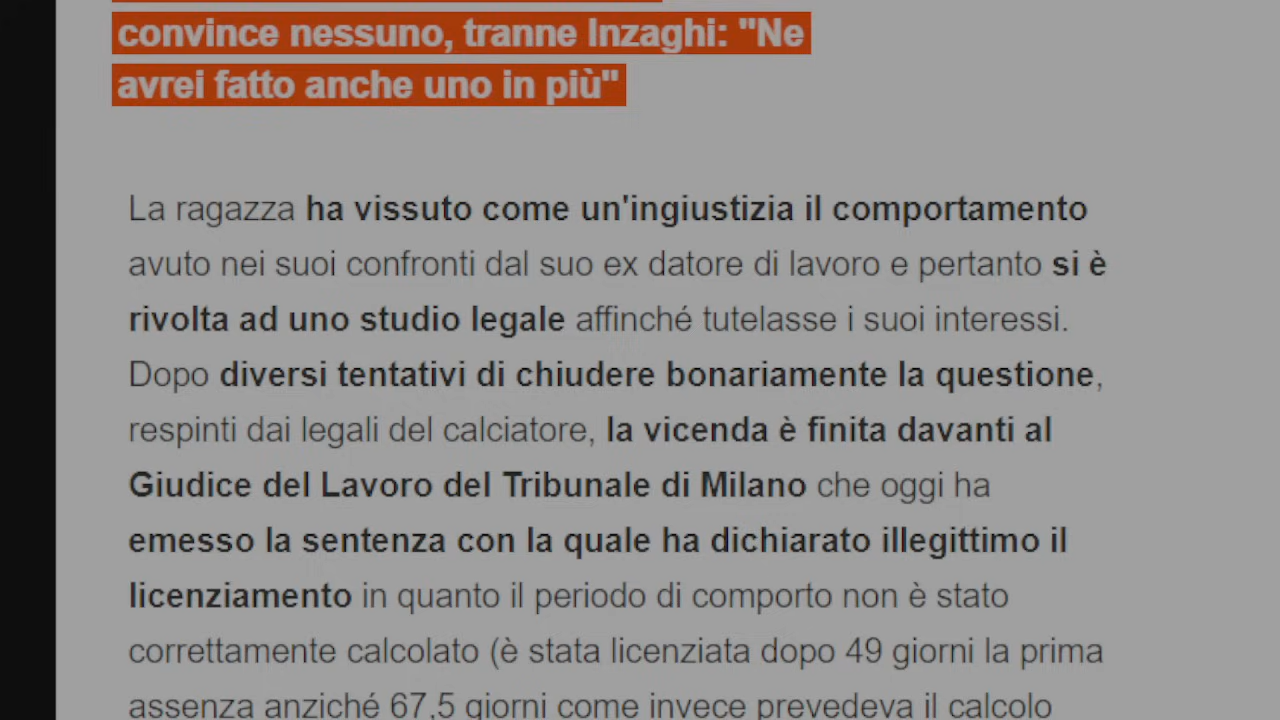 convince nessuno, tranne Inzaghi: "Ne
avrei fatto anche uno in più"
La ragazza ha vissuto come un'ingiustizia il comportamento
avuto nei suoi confronti dal suo ex datore di lavoro e pertanto si è
rivolta ad uno studio legale affinché tutelasse i suoi interessi.
Dopo diversi tentativi di chiudere bonariamente la questione,
respinti dai legali del calciatore, la vicenda è finita davanti al
Giudice del Lavoro del Tribunale di Milano che oggi ha
emesso la sentenza con la quale ha dichiarato illegittimo il
licenziamento in quanto il periodo di comporto non è stato
correttamente calcolato (è stata licenziata dopo 49 giorni la prima
assenza anziché 67,5 giorni come invece prevedeva il calcolo